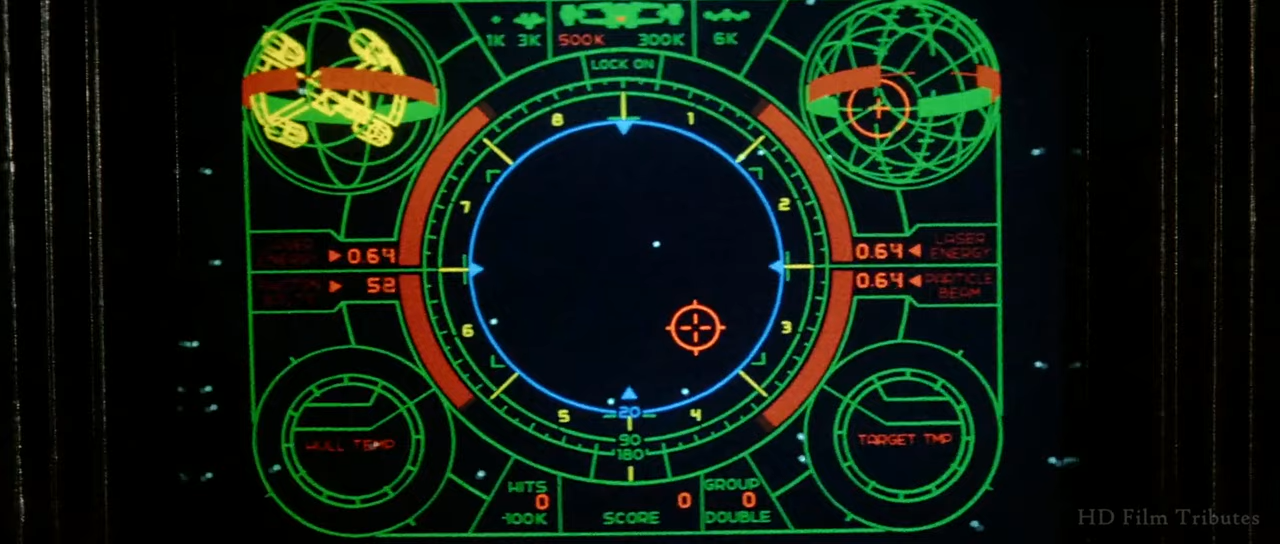 1K 3K
500K 300K
6K
LOCK ON
8 1
7 2
0.64
0.64 LASER ENERGY
52
0.64 PARTICLE BEAM
6 3
5 4
20
90
180
HULL TEMP
TARGET TMP
HITS
0
-100K
0
SCORE
GROUP
0
DOUBLE
HD Film Tributes